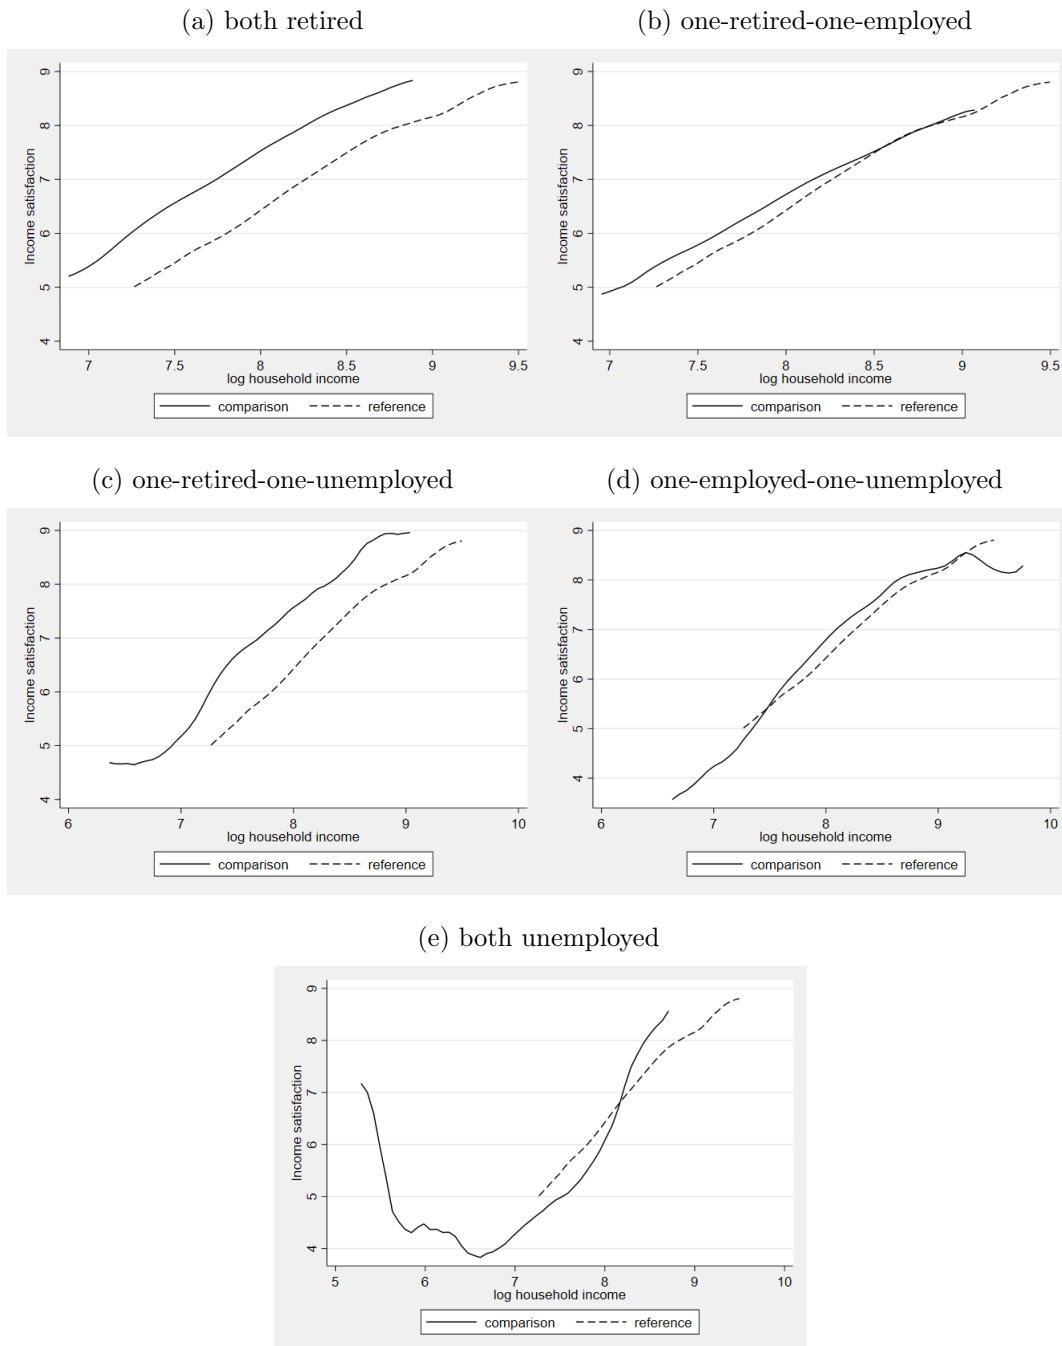 (a) both retired
(b) one-retired-one-employed
Income satisfaction
9
8
7
6
5
4
7 7.5 8 8.5 9 9.5
log household income
comparison reference
Income satisfaction
9
8
7
6
5
4
7 7.5 8 8.5 9 9.5
log household income
comparison reference
(c) one-retired-one-unemployed
(d) one-employed-one-unemployed
Income satisfaction
9
8
7
6
5
4
6 7 8 9 10
log household income
comparison reference
Income satisfaction
9
8
7
6
5
4
6 7 8 9 10
log household income
comparison reference
(e) both unemployed
Income satisfaction
9
8
7
6
5
4
5 6 7 8 9 10
log household income
comparison reference